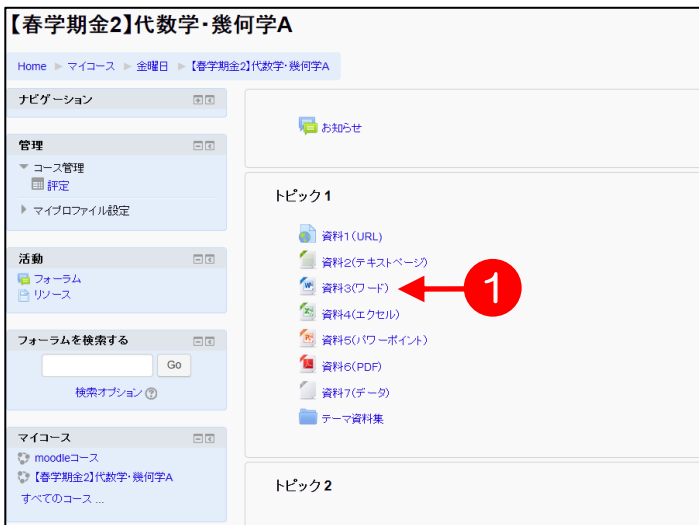 【春学期金2】代数学・幾何学A
Home ▶ マイコース ▶ 金曜日 ▶ 【春学期金2】代数学・幾何学A
ナビゲーション
管理
コース管理
評定
マイプロファイル設定
活動
フォーラム
リソース
フォーラムを検索する
Go
検索オプション
マイコース
moodleコース
【春学期金2】代数学・幾何学A
すべてのコース ...
お知らせ
トピック 1
資料1(URL)
資料2(テキストページ)
資料3(ワード)
1
資料4(エクセル)
資料5(パワーポイント)
資料6(PDF)
資料7(データ)
テーマ資料集
トピック 2